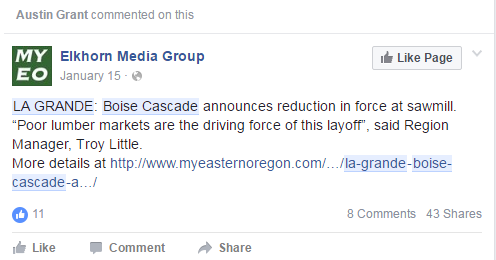 Austin Grant commented on this
MY
EO
Elkhorn Media Group
January 15 ·
Like Page
LA GRANDE: Boise Cascade announces reduction in force at sawmill.
“Poor lumber markets are the driving force of this layoff”, said Region
Manager, Troy Little.
More details at http://www.myeasternoregon.com/…/la-grande-boise-
cascade-a…/
11
8 Comments 43 Shares
Like Comment Share